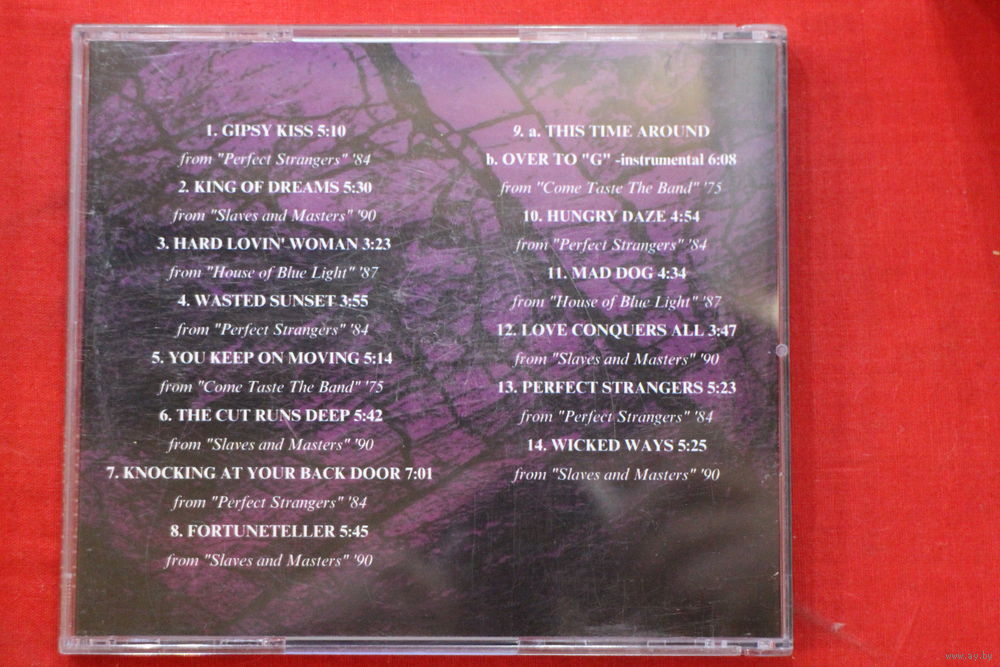 1. GIPSY KISS 5:10
from "Perfect Strangers" '84
2. KING OF DREAMS 5:30
from "Slaves and Masters" '90
3. HARD LOVIN' WOMAN 3:23
from "House of Blue Light" '87
4. WASTED SUNSET 3:55
from "Perfect Strangers" '84
5. YOU KEEP ON MOVING 5:14
from "Come Taste The Band" '75
6. THE CUT RUNS DEEP 5:42
from "Slaves and Masters" '90
7. KNOCKING AT YOUR BACK DOOR 7:01
from "Perfect Strangers" '84
8. FORTUNETELLER 5:45
from "Slaves and Masters" '90
9. a. THIS TIME AROUND
b. OVER TO "G" -instrumental 6:08
from "Come Taste The Band" '75
10. HUNGRY DAZE 4:54
from "Perfect Strangers" '84
11. MAD DOG 4:34
from "House of Blue Light" '87
12. LOVE CONQUERS ALL 3:47
from "Slaves and Masters" '90
13. PERFECT STRANGERS 5:23
from "Perfect Strangers" '84
14. WICKED WAYS 5:25
from "Slaves and Masters" '90
www.ay.by